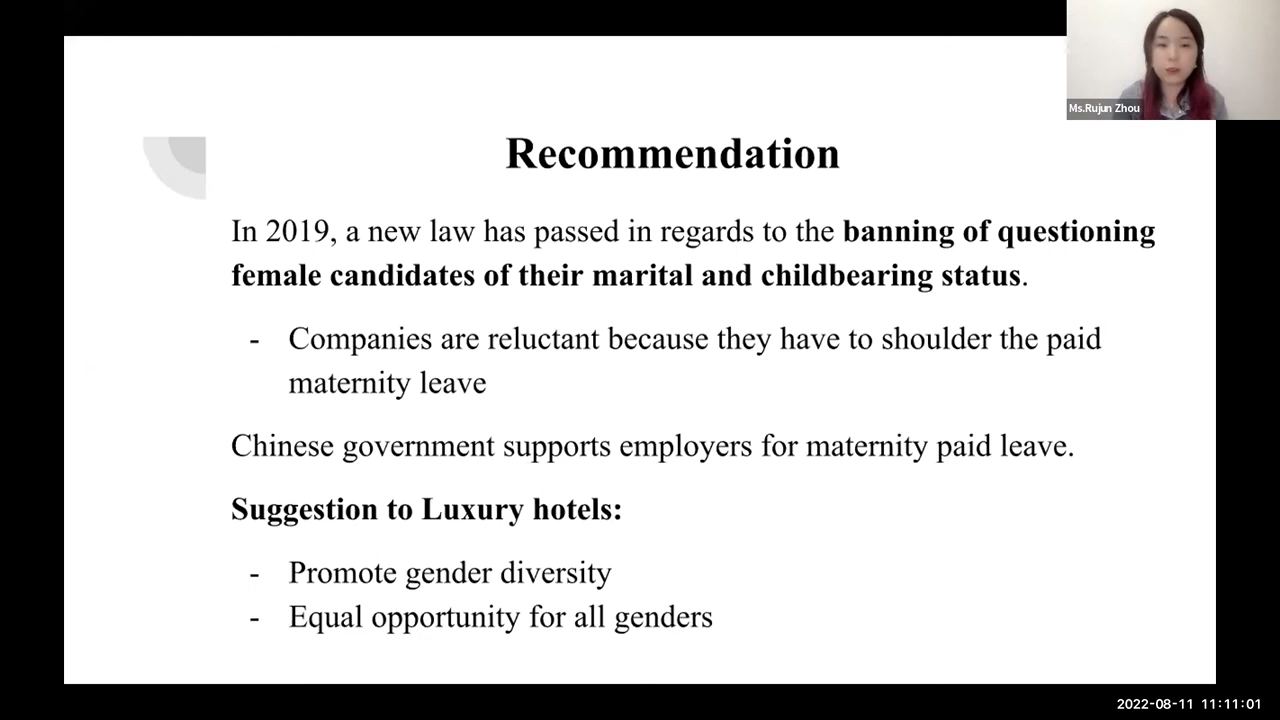 Ms.Rujun Zhou
Recommendation
In 2019, a new law has passed in regards to the banning of questioning
female candidates of their marital and childbearing status.
- Companies are reluctant because they have to shoulder the paid
maternity leave
Chinese government supports employers for maternity paid leave.
Suggestion to Luxury hotels:
- Promote gender diversity
- Equal opportunity for all genders
2022-08-11 11:11:01